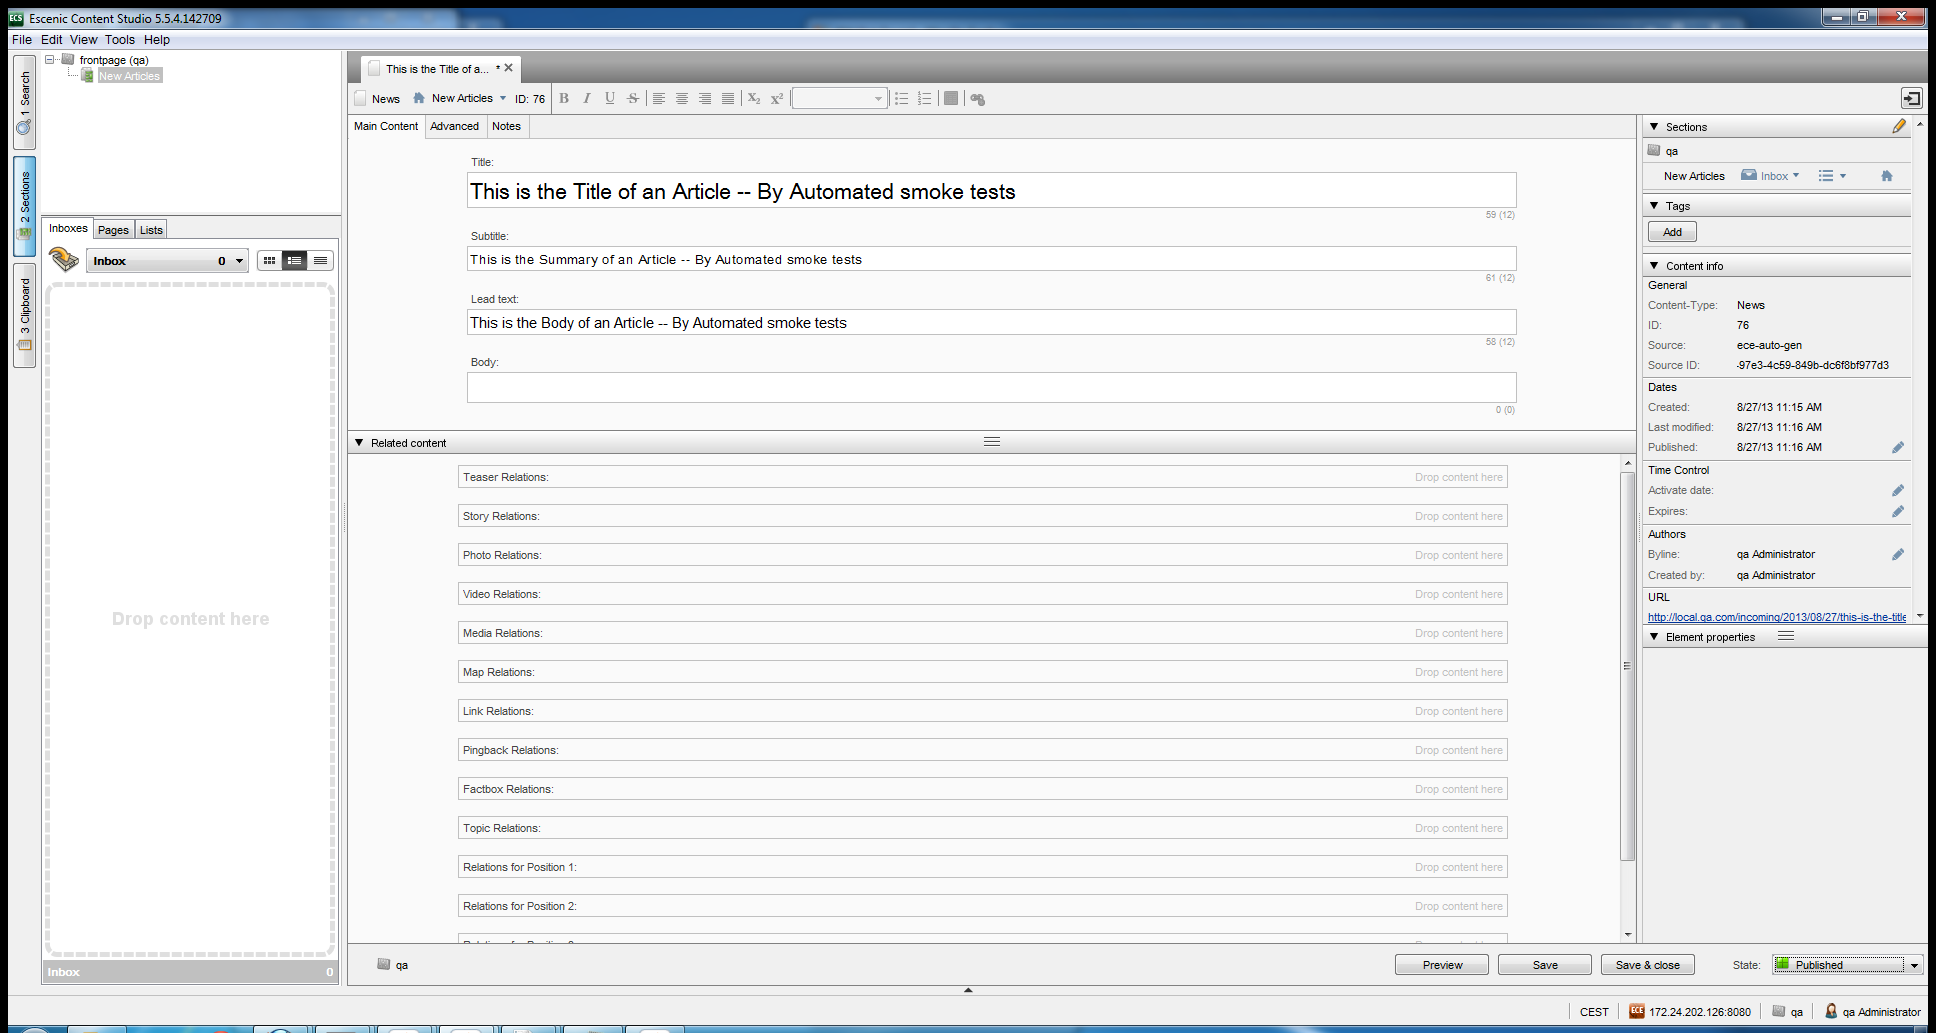 Escenic Content Studio 5.5.4.142709
File Edit View Tools Help
1 Search
2 Sections
3 Clipboard
frontpage (qa)
New Articles
Inboxes Pages Lists
Inbox 0
Drop content here
Inbox 0
This is the Title of a... *
News New Articles ID: 76
B I U S X2 X2
Main Content Advanced Notes
Title:
This is the Title of an Article -- By Automated smoke tests
59 (12)
Subtitle:
This is the Summary of an Article -- By Automated smoke tests
61 (12)
Lead text:
This is the Body of an Article -- By Automated smoke tests
58 (12)
Body:
0 (0)
Related content
Teaser Relations: Drop content here
Story Relations: Drop content here
Photo Relations: Drop content here
Video Relations: Drop content here
Media Relations: Drop content here
Map Relations: Drop content here
Link Relations: Drop content here
Pingback Relations: Drop content here
Factbox Relations: Drop content here
Topic Relations: Drop content here
Relations for Position 1: Drop content here
Relations for Position 2: Drop content here
qa
Preview Save Save & close State: Published
Sections
qa
New Articles Inbox
Tags
Add
Content info
General
Content-Type: News
ID: 76
Source: ece-auto-gen
Source ID: -97e3-4c59-849b-dc6f8bf977d3
Dates
Created: 8/27/13 11:15 AM
Last modified: 8/27/13 11:16 AM
Published: 8/27/13 11:16 AM
Time Control
Activate date:
Expires:
Authors
Byline: qa Administrator
Created by: qa Administrator
URL
http://local.qa.com/incoming/2013/08/27/this-is-the-title
Element properties
CEST ECE 172.24.202.126:8080 qa qa Administrator